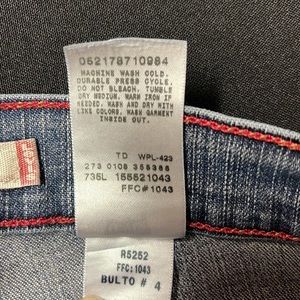 052178710984
MACHINE WASH COLD.
DURABLE PRESS CYCLE.
DO NOT BLEACH. TUMBLE
DRY MEDIUM. WARM IRON IF
NEEDED. WASH AND DRY WITH
LIKE COLORS. WASH GARMENT
INSIDE OUT.
TD WPL-423
273 0108 355365
735L 155521043
FFC# 1043
R5252
FFC: 1043
BULTO # 4